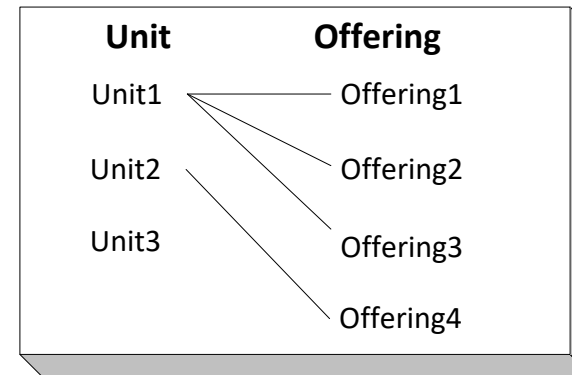 Unit Offering
Unit1 Offering1
Unit2 Offering2
Unit3 Offering3
Offering4